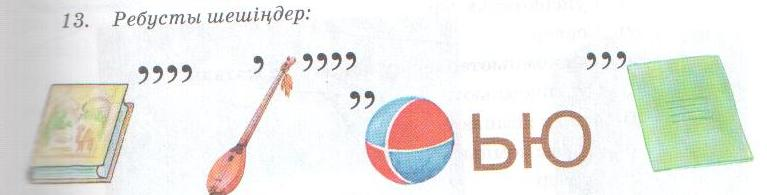 13. Ребусты шешіңдер:
,,,, , ,,,, ,, ЬЮ ,,,